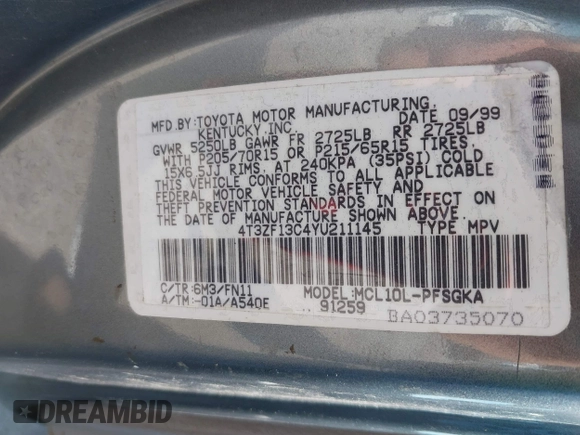 MFD.BY:TOYOTA MOTOR MANUFACTURING,
KENTUCKY,INC. DATE 09/99
GVWR 5250LB GAWR FR 2725LB RR 2725LB
WITH P205/70R15 OR P215/65R15 TIRES,
15X6.5JJ RIMS, AT 240KPA (35PSI) COLD
THIS VEHICLE CONFORMS TO ALL APPLICABLE
FEDERAL MOTOR VEHICLE SAFETY AND
THEFT PREVENTION STANDARDS IN EFFECT ON
THE DATE OF MANUFACTURE SHOWN ABOVE.
4T3ZF13C4YU211145 TYPE MPV
C/TR:6M3/FN11 MODEL:MCL10L-PFSGKA
A/TM:-01A/A540E .. 91259
BA03735070
DREAMBID